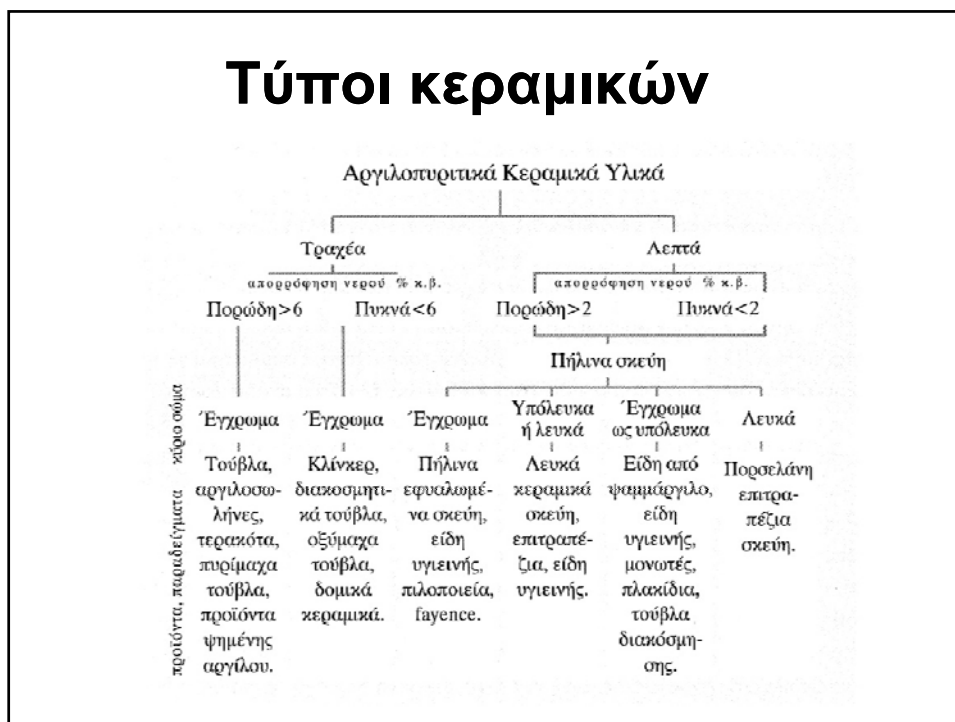 Τύποι κεραμικών
Αργιλοπυριτικά Κεραμικά Υλικά
Τραχέα
Λεπτά
απορρόφηση νερού % κ.β.
απορρόφηση νερού % κ.β.
Πορώδη>6
Πυκνά<6
Πορώδη>2
Πυκνά<2
Πήλινα σκεύη
κύριο σώμα
Έγχρωμα
Έγχρωμα
Έγχρωμα
Υπόλευκα
ή λευκά
Έγχρωμα
ως υπόλευκα
Λευκά
προϊόντα, παραδείγματα
Τούβλα,
αργιλοσω-
λήνες,
τερακότα,
πυρίμαχα
τούβλα,
προϊόντα
ψημένης
αργίλου.
Κλίνκερ,
διακοσμητι-
κά τούβλα,
οξύμαχα
τούβλα,
δομικά
κεραμικά.
Πήλινα
εφυαλωμέ-
να σκεύη,
είδη
υγιεινής,
πιλοποιεία,
fayence.
Λευκά
κεραμικά
σκεύη,
επιτραπέ-
ζια, είδη
υγιεινής.
Είδη από
ψαμμάργιλο,
είδη
υγιεινής,
μονωτές,
πλακίδια,
τούβλα
διακόσμη-
σης.
Πορσελάνη
επιτρα-
πέζια
σκεύη.